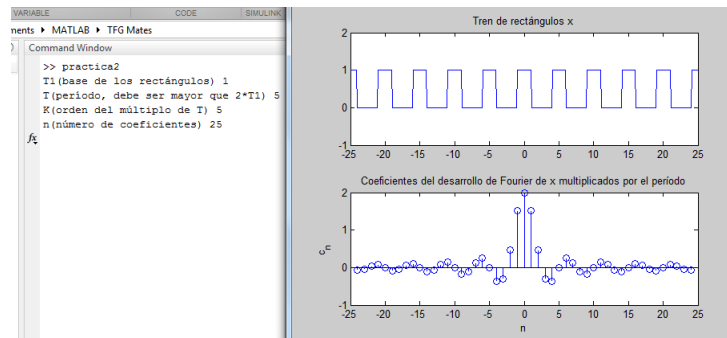 VARIABLE CODE SIMULINK
ments ▸ MATLAB ▸ TFG Mates
Command Window
>> practica2
T1(base de los rectángulos) 1
T(período, debe ser mayor que 2*T1) 5
K(orden del múltiplo de T) 5
n(número de coeficientes) 25
fx
Tren de rectángulos x
2
1
0
-1
-25 -20 -15 -10 -5 0 5 10 15 20 25
Coeficientes del desarrollo de Fourier de x multiplicados por el período
2
1
0
-1
c_n
-25 -20 -15 -10 -5 0 5 10 15 20 25
n